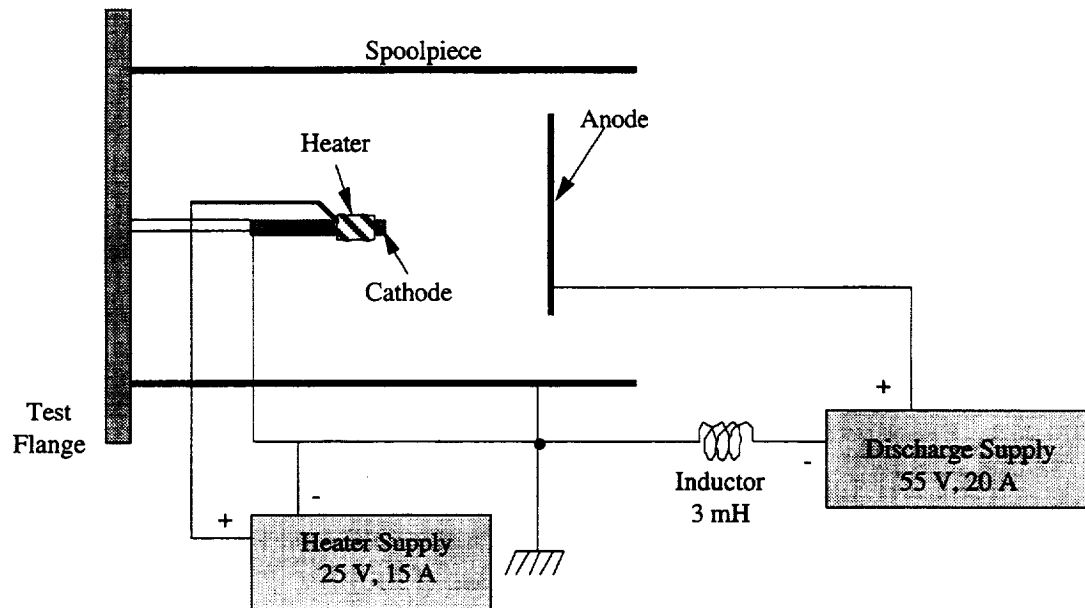 Spoolpiece
Anode
Heater
Cathode
Test
Flange
+
-
Inductor
3 mH
Discharge Supply
55 V, 20 A
-
+
Heater Supply
25 V, 15 A